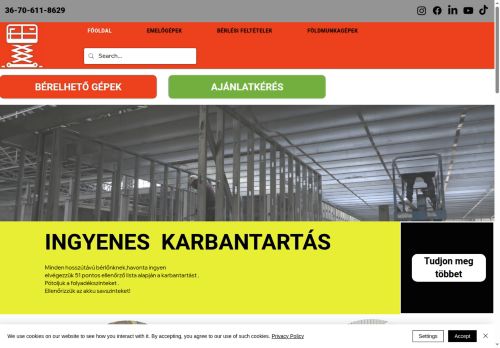 36-70-611-8629
FŐOLDAL
EMELŐGÉPEK
BÉRLÉSI FELTÉTELEK
FÖLDMUNKAGÉPEK
Search...
BÉRELHETŐ GÉPEK
AJÁNLATKÉRÉS
INGYENES KARBANTARTÁS
Minden hosszútávú bérlőnknek,havonta ingyen
elvégezzük 51 pontos ellenőrző lista alapján a karbantartást .
Pótoljuk a folyadékszinteket .
Ellenőrizzük az akku savszinteket!
Tudjon meg
többet
We use cookies on our website to see how you interact with it. By accepting, you agree to our use of such cookies. Privacy Policy
Settings
Accept